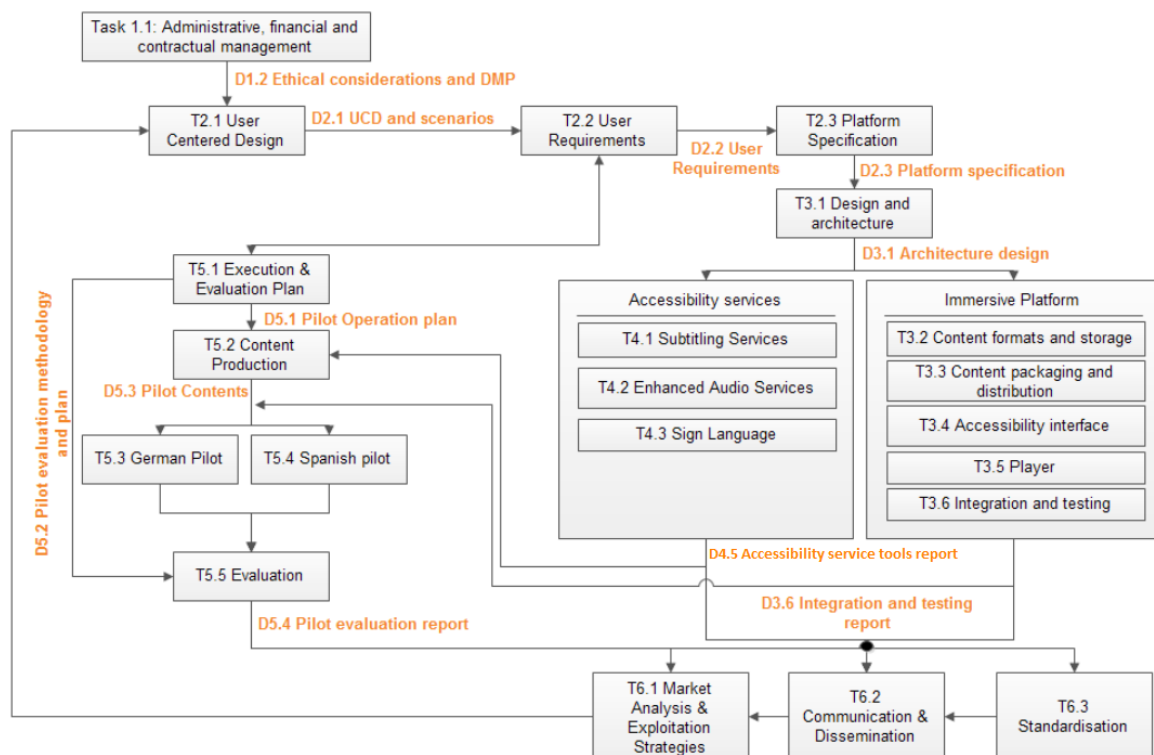 Task 1.1: Administrative, financial and
contractual management
D1.2 Ethical considerations and DMP
T2.1 User
Centered Design
D2.1 UCD and scenarios
T2.2 User
Requirements
D2.2 User
Requirements
T2.3 Platform
Specification
D2.3 Platform specification
T3.1 Design and
architecture
D3.1 Architecture design
T5.1 Execution &
Evaluation Plan
D5.1 Pilot Operation plan
T5.2 Content
Production
D5.3 Pilot Contents
T5.3 German Pilot
T5.4 Spanish pilot
D5.2 Pilot evaluation methodology
and plan
T5.5 Evaluation
D5.4 Pilot evaluation report
Accessibility services
T4.1 Subtitling Services
T4.2 Enhanced Audio Services
T4.3 Sign Language
Immersive Platform
T3.2 Content formats and storage
T3.3 Content packaging and
distribution
T3.4 Accessibility interface
T3.5 Player
T3.6 Integration and testing
D4.5 Accessibility service tools report
D3.6 Integration and testing
report
T6.1 Market
Analysis &
Exploitation
Strategies
T6.2
Communication &
Dissemination
T6.3
Standardisation